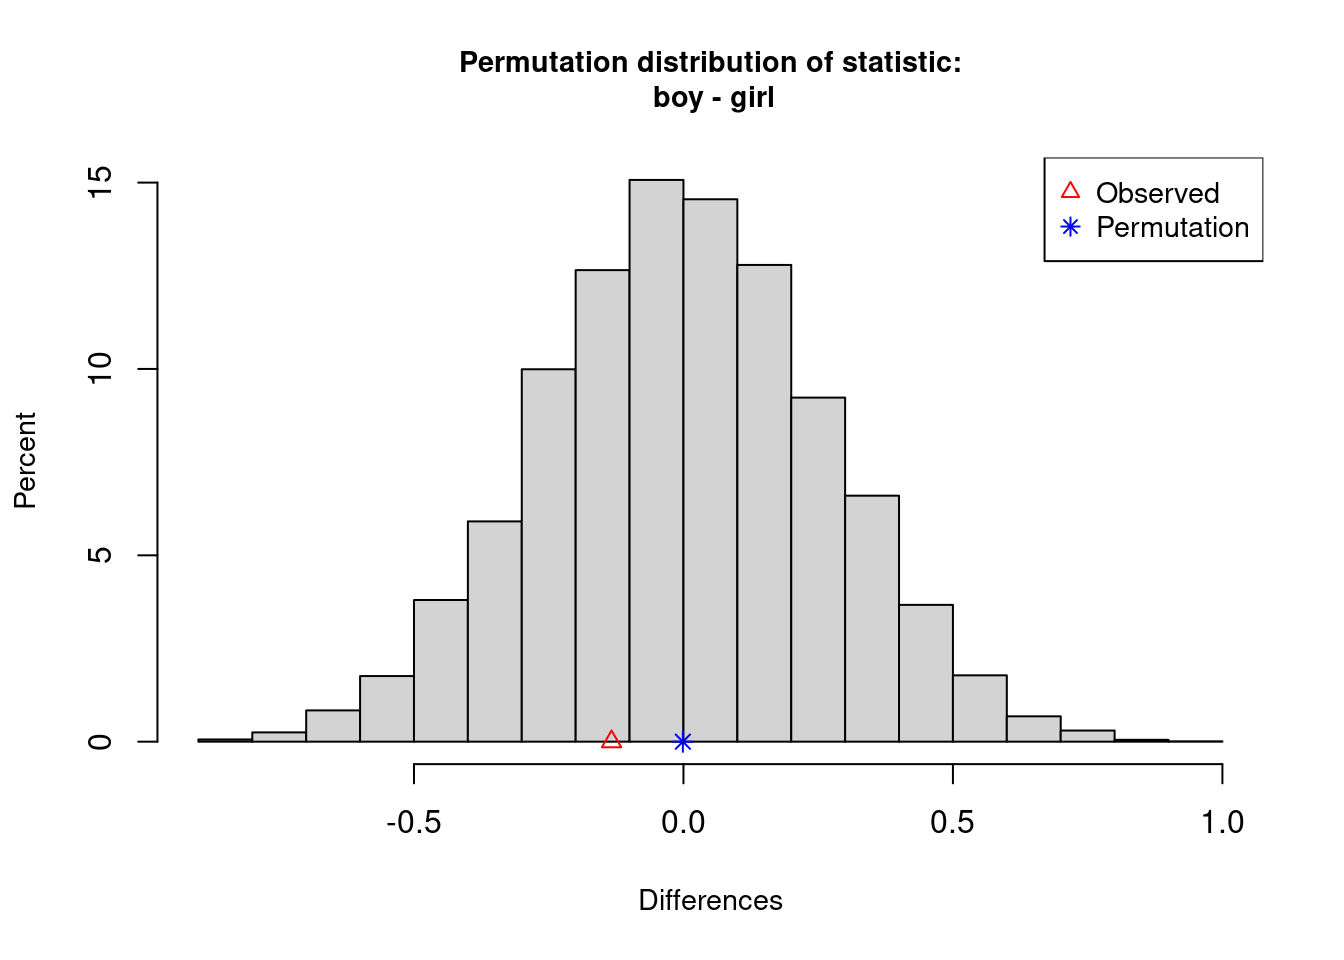 Permutation distribution of statistic:
boy - girl
Observed
Permutation
15
10
5
0
Percent
-0.5
0.0
0.5
1.0
Differences